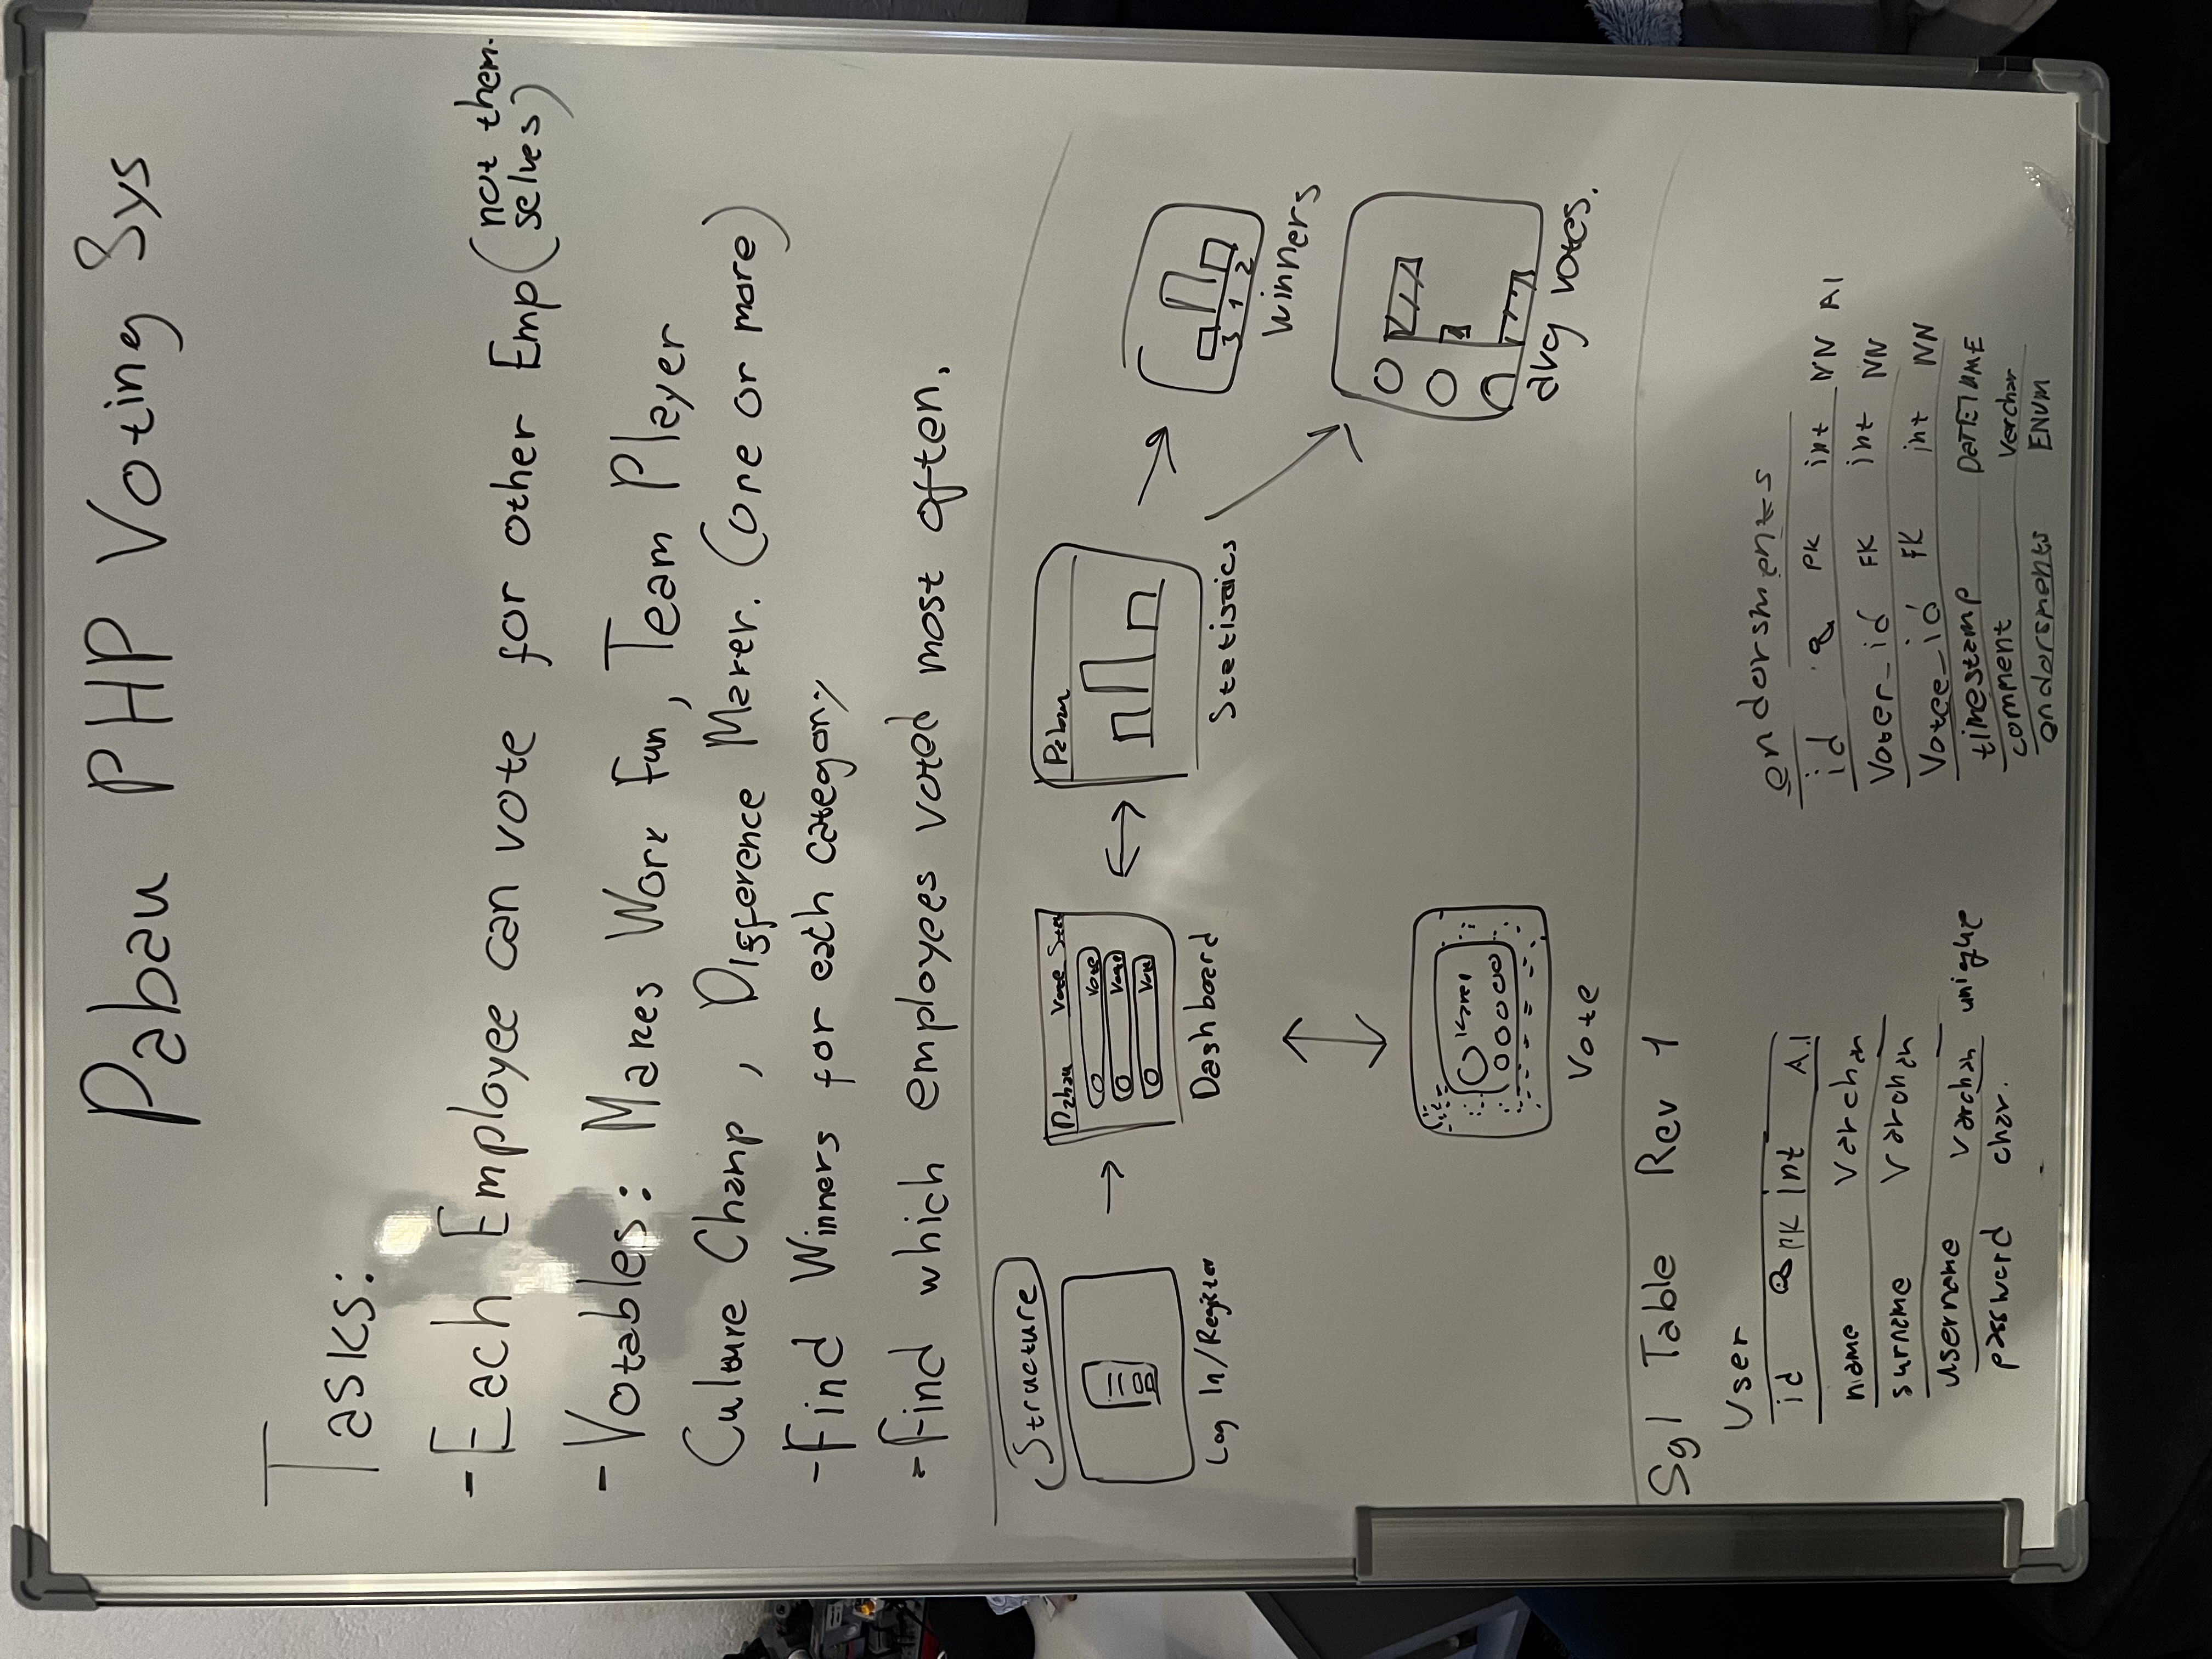 Pabau PHP Voting Sys
Tasks:
- Each Employee can vote for other Emp (not them-
selves)
- Votables: Makes Work Fun, Team Player
Culture Champ, Difference Maker. (one or more)
- Find Winners for each category
- Find which employees voted most often.
Structure
Pabau Vote Stat
Vote
Vote
Vote
Pabau
Log In/Register
Dashboard
Statistics
3 1 2
Winners
Vote
avg votes.
Sql Table Rev 1
User
id PK int A.I
name Varchar
surname Varchar
username Varchar unique
password char.
endorsments
id PK int NN AI
Voter_id FK int NN
Votee_id FK int NN
timestamp DATETIME
comment Varchar
endorsments ENUM